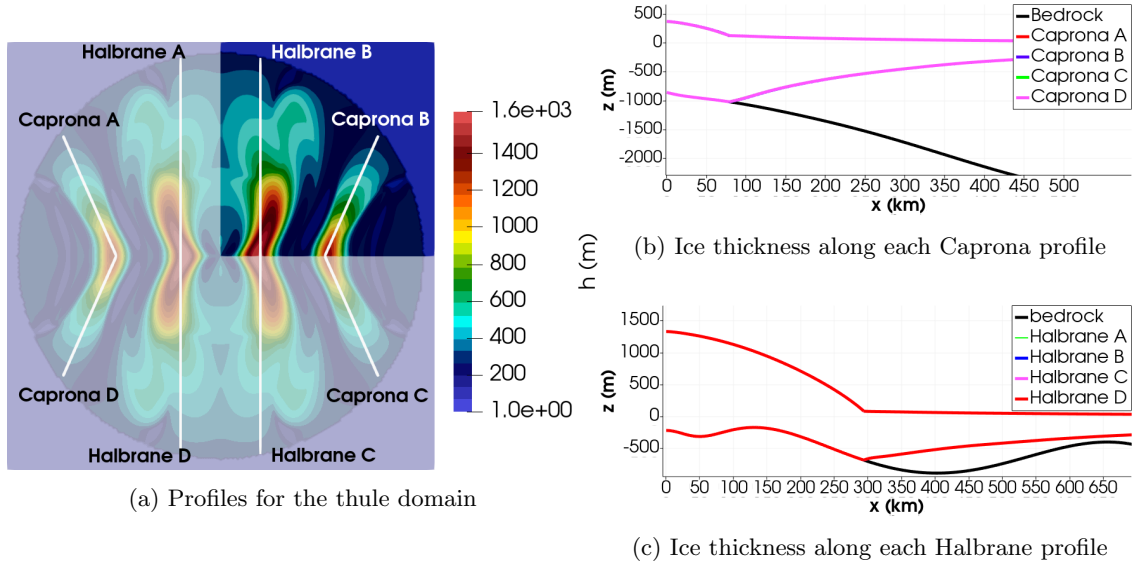 Halbrane A
Halbrane B
Caprona A
Caprona B
Caprona D
Caprona C
Halbrane D
Halbrane C
1.6e+03
1400
1200
1000
800
600
400
200
1.0e+00
h (m)
(a) Profiles for the thule domain
500
0
-500
-1000
-1500
-2000
z (m)
Bedrock
Caprona A
Caprona B
Caprona C
Caprona D
0 50 100 150 200 250 300 350 400 450 500
x (km)
(b) Ice thickness along each Caprona profile
1500
1000
500
0
-500
z (m)
bedrock
Halbrane A
Halbrane B
Halbrane C
Halbrane D
0 50 100 150 200 250 300 350 400 450 500 550 600 650
x (km)
(c) Ice thickness along each Halbrane profile